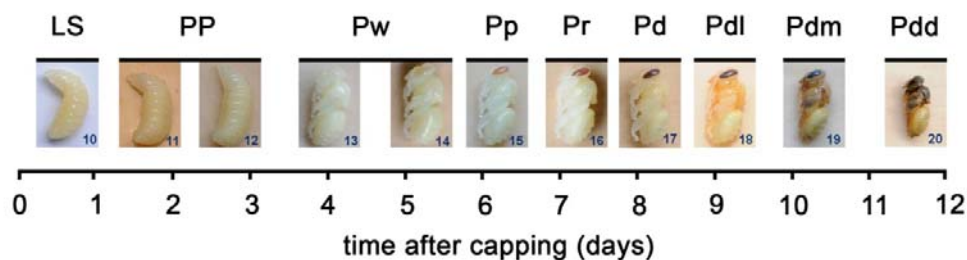 LS PP Pw Pp Pr Pd Pdl Pdm Pdd
10 11 12 13 14 15 16 17 18 19 20
0 1 2 3 4 5 6 7 8 9 10 11 12
time after capping (days)